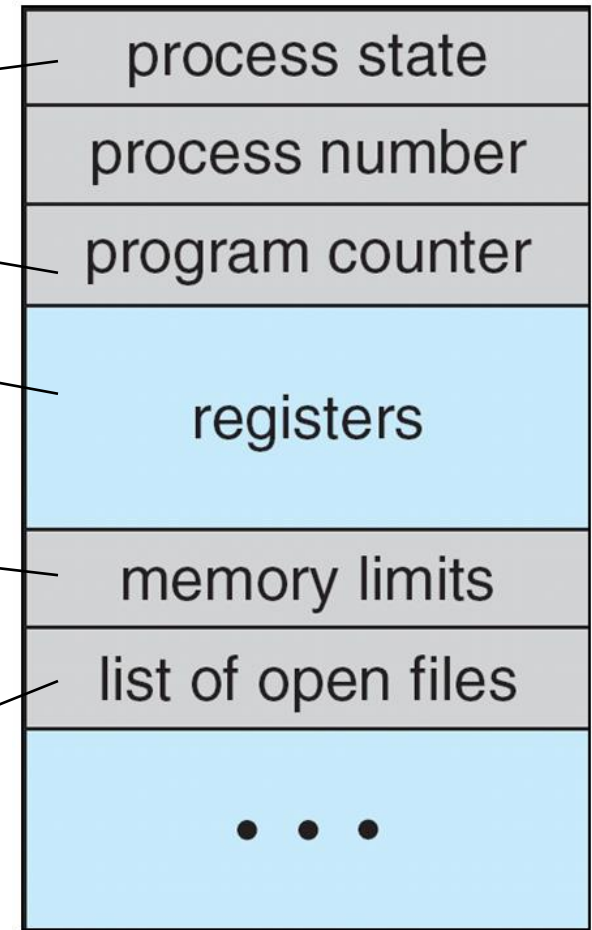 process state
process number
program counter
registers
memory limits
list of open files
• • •